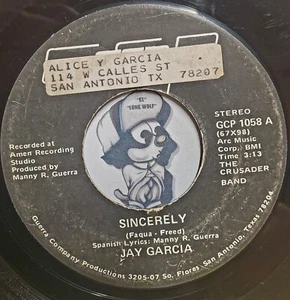 ALICE Y GARCIA
114 W CALLES ST
SAN ANTONIO TX 78207
STEREO
GCP 1058 A
(67X98)
Arc Music
Corp. BMI
Time: 3:13
THE
CRUSADER
BAND
Recorded at
Amen Recording
Studio
Produced by
Manny R. Guerra
"EL"
"LONE WOLF"
SINCERELY
(Faqua - Freed)
Spanish Lyrics: Manny R. Guerra
JAY GARCIA
Guerra Company Productions 3205-07 So. Flores San Antonio, Texas 78204